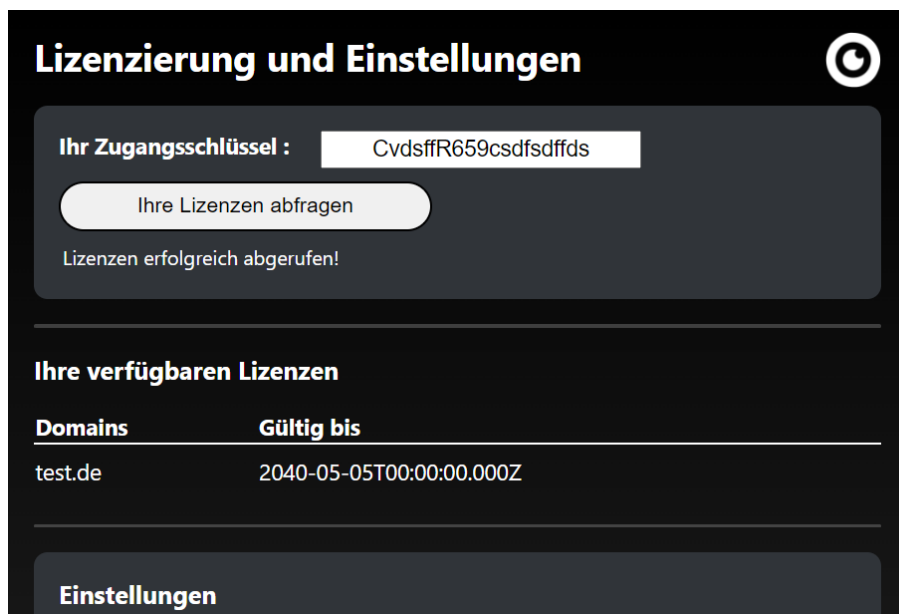 Lizenzierung und Einstellungen
Ihr Zugangsschlüssel : CvdsffR659csdfsdffds
Ihre Lizenzen abfragen
Lizenzen erfolgreich abgerufen!
Ihre verfügbaren Lizenzen
Domains Gültig bis
test.de 2040-05-05T00:00:00.000Z
Einstellungen